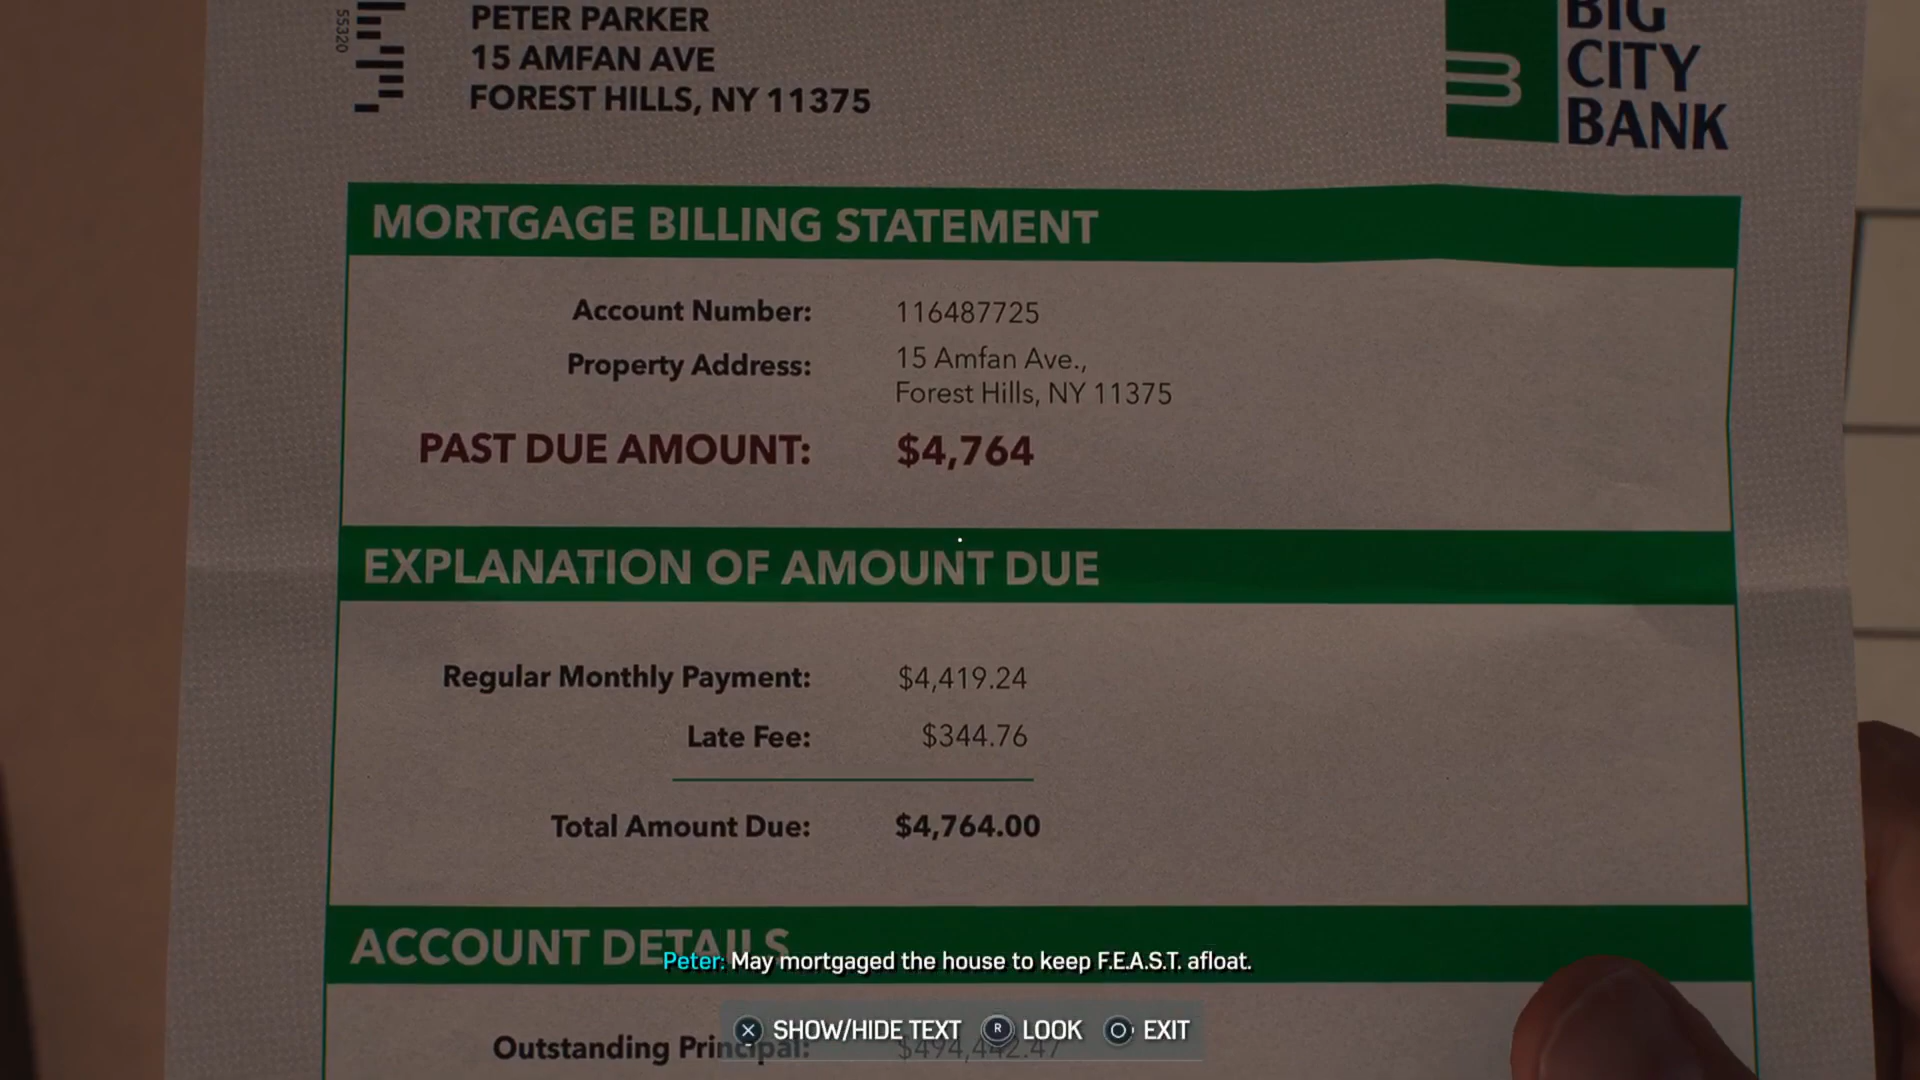 55320
PETER PARKER
15 AMFAN AVE
FOREST HILLS, NY 11375
BIG
CITY
BANK
MORTGAGE BILLING STATEMENT
Account Number: 116487725
Property Address: 15 Amfan Ave.,
Forest Hills, NY 11375
PAST DUE AMOUNT: $4,764
EXPLANATION OF AMOUNT DUE
Regular Monthly Payment: $4,419.24
Late Fee: $344.76
Total Amount Due: $4,764.00
ACCOUNT DETAILS
Peter: May mortgaged the house to keep F.E.A.S.T. afloat.
SHOW/HIDE TEXT R LOOK EXIT
Outstanding Principal: $494,442.47